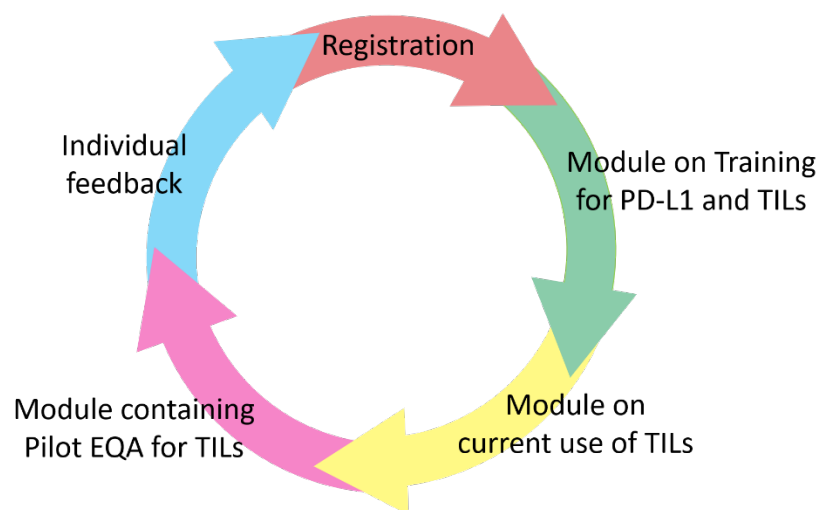 Registration
Module on Training
for PD-L1 and TILs
Module on
current use of TILs
Module containing
Pilot EQA for TILs
Individual
feedback